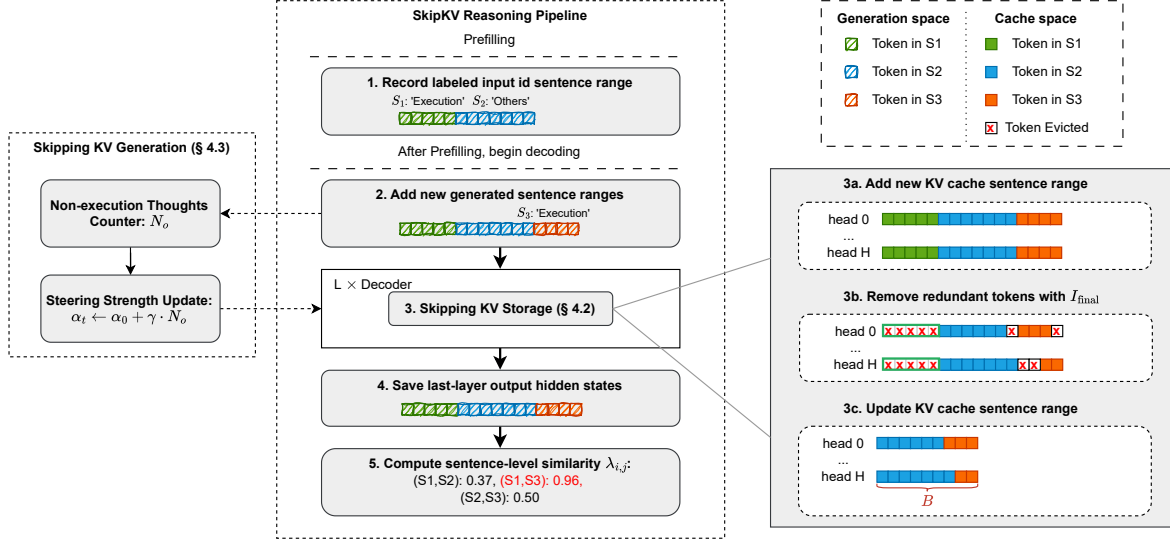 SkipKV Reasoning Pipeline
Prefilling
1. Record labeled input id sentence range
S₁: 'Execution' S₂: 'Others'
After Prefilling, begin decoding
2. Add new generated sentence ranges
S₃: 'Execution'
L × Decoder
3. Skipping KV Storage (§ 4.2)
4. Save last-layer output hidden states
5. Compute sentence-level similarity λ_{i,j}:
(S1,S2): 0.37, (S1,S3): 0.96,
(S2,S3): 0.50
Skipping KV Generation (§ 4.3)
Non-execution Thoughts
Counter: N_o
Steering Strength Update:
α_t ← α_0 + γ · N_o
Generation space
Token in S1
Token in S2
Token in S3
Cache space
Token in S1
Token in S2
Token in S3
x Token Evicted
3a. Add new KV cache sentence range
head 0
...
head H
3b. Remove redundant tokens with I_final
head 0 x x x x x x x
...
head H x x x x x x x
3c. Update KV cache sentence range
head 0
...
head H
B